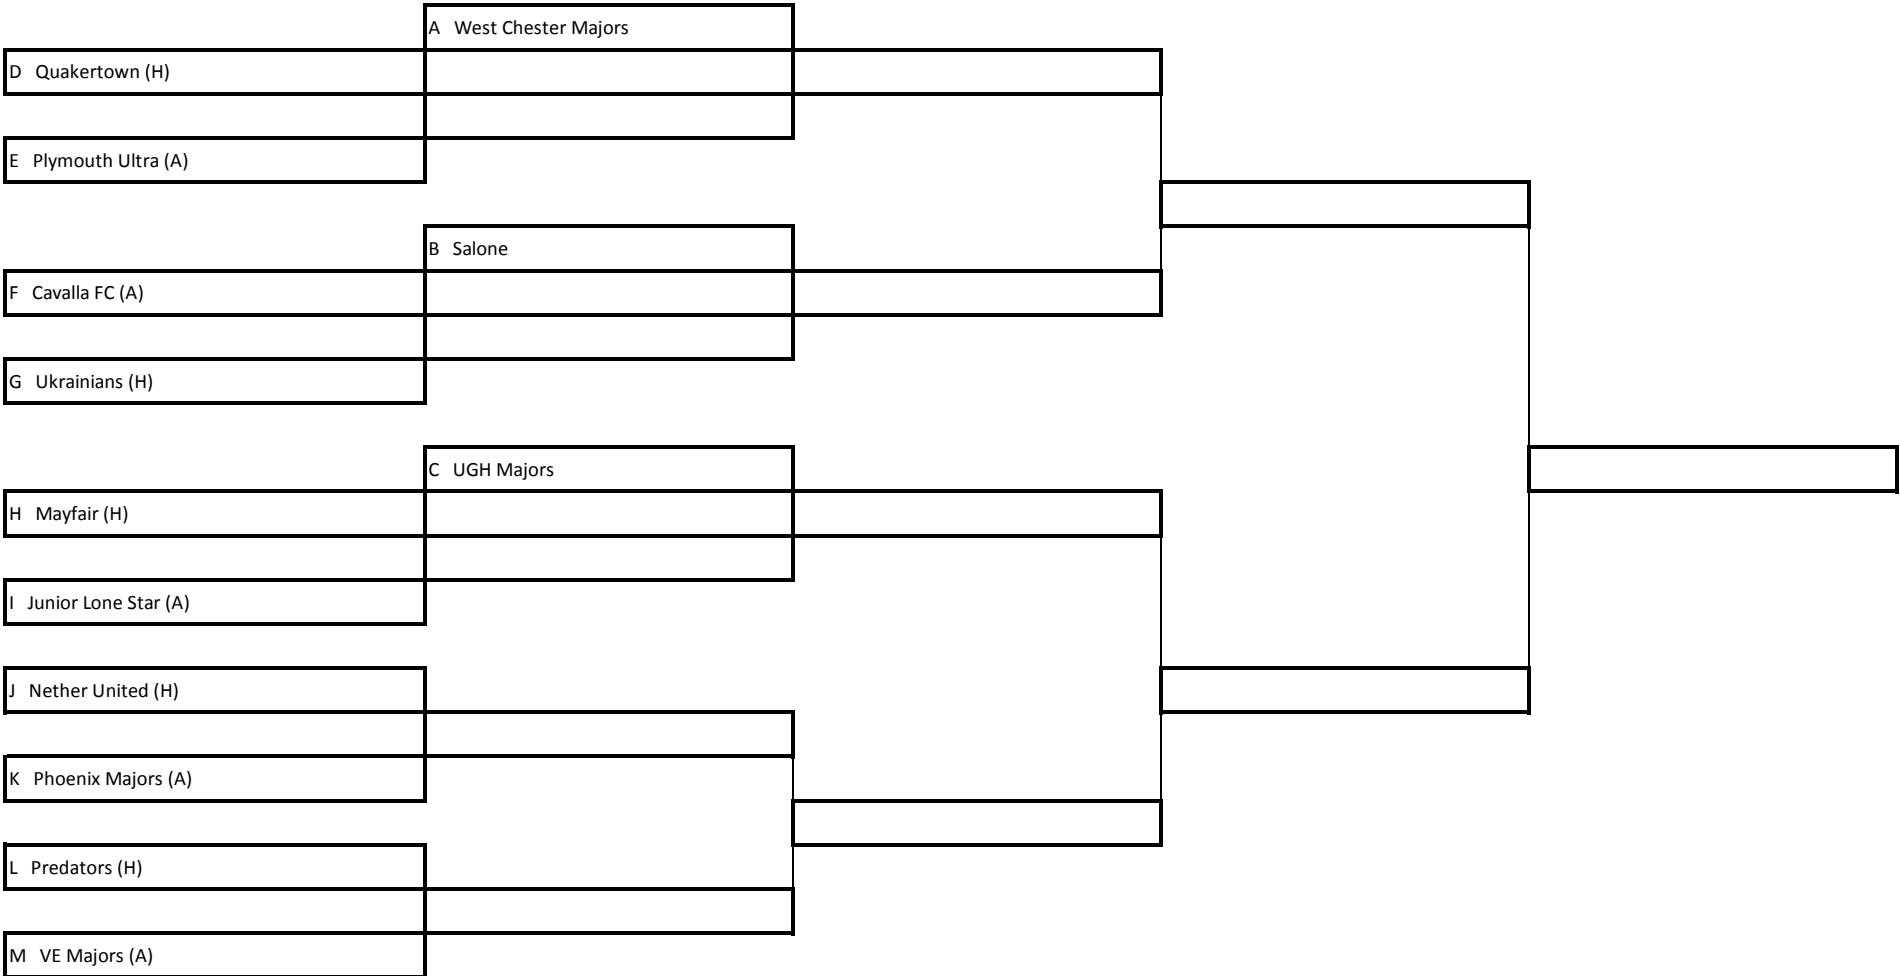 A West Chester Majors
D Quakertown (H)
E Plymouth Ultra (A)
B Salone
F Cavalla FC (A)
G Ukrainians (H)
C UGH Majors
H Mayfair (H)
I Junior Lone Star (A)
J Nether United (H)
K Phoenix Majors (A)
L Predators (H)
M VE Majors (A)